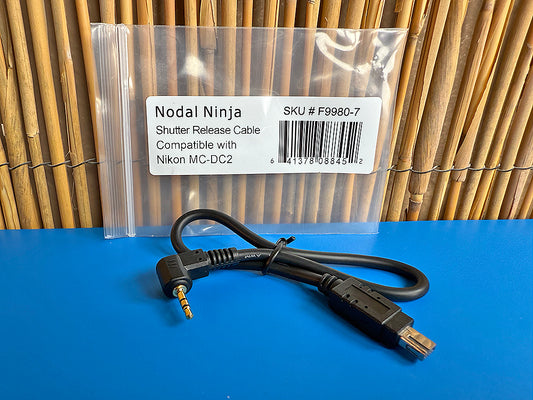 Nodal Ninja
Shutter Release Cable
Compatible with
Nikon MC-DC2
SKU # F9980-7
6 41378 08845 2